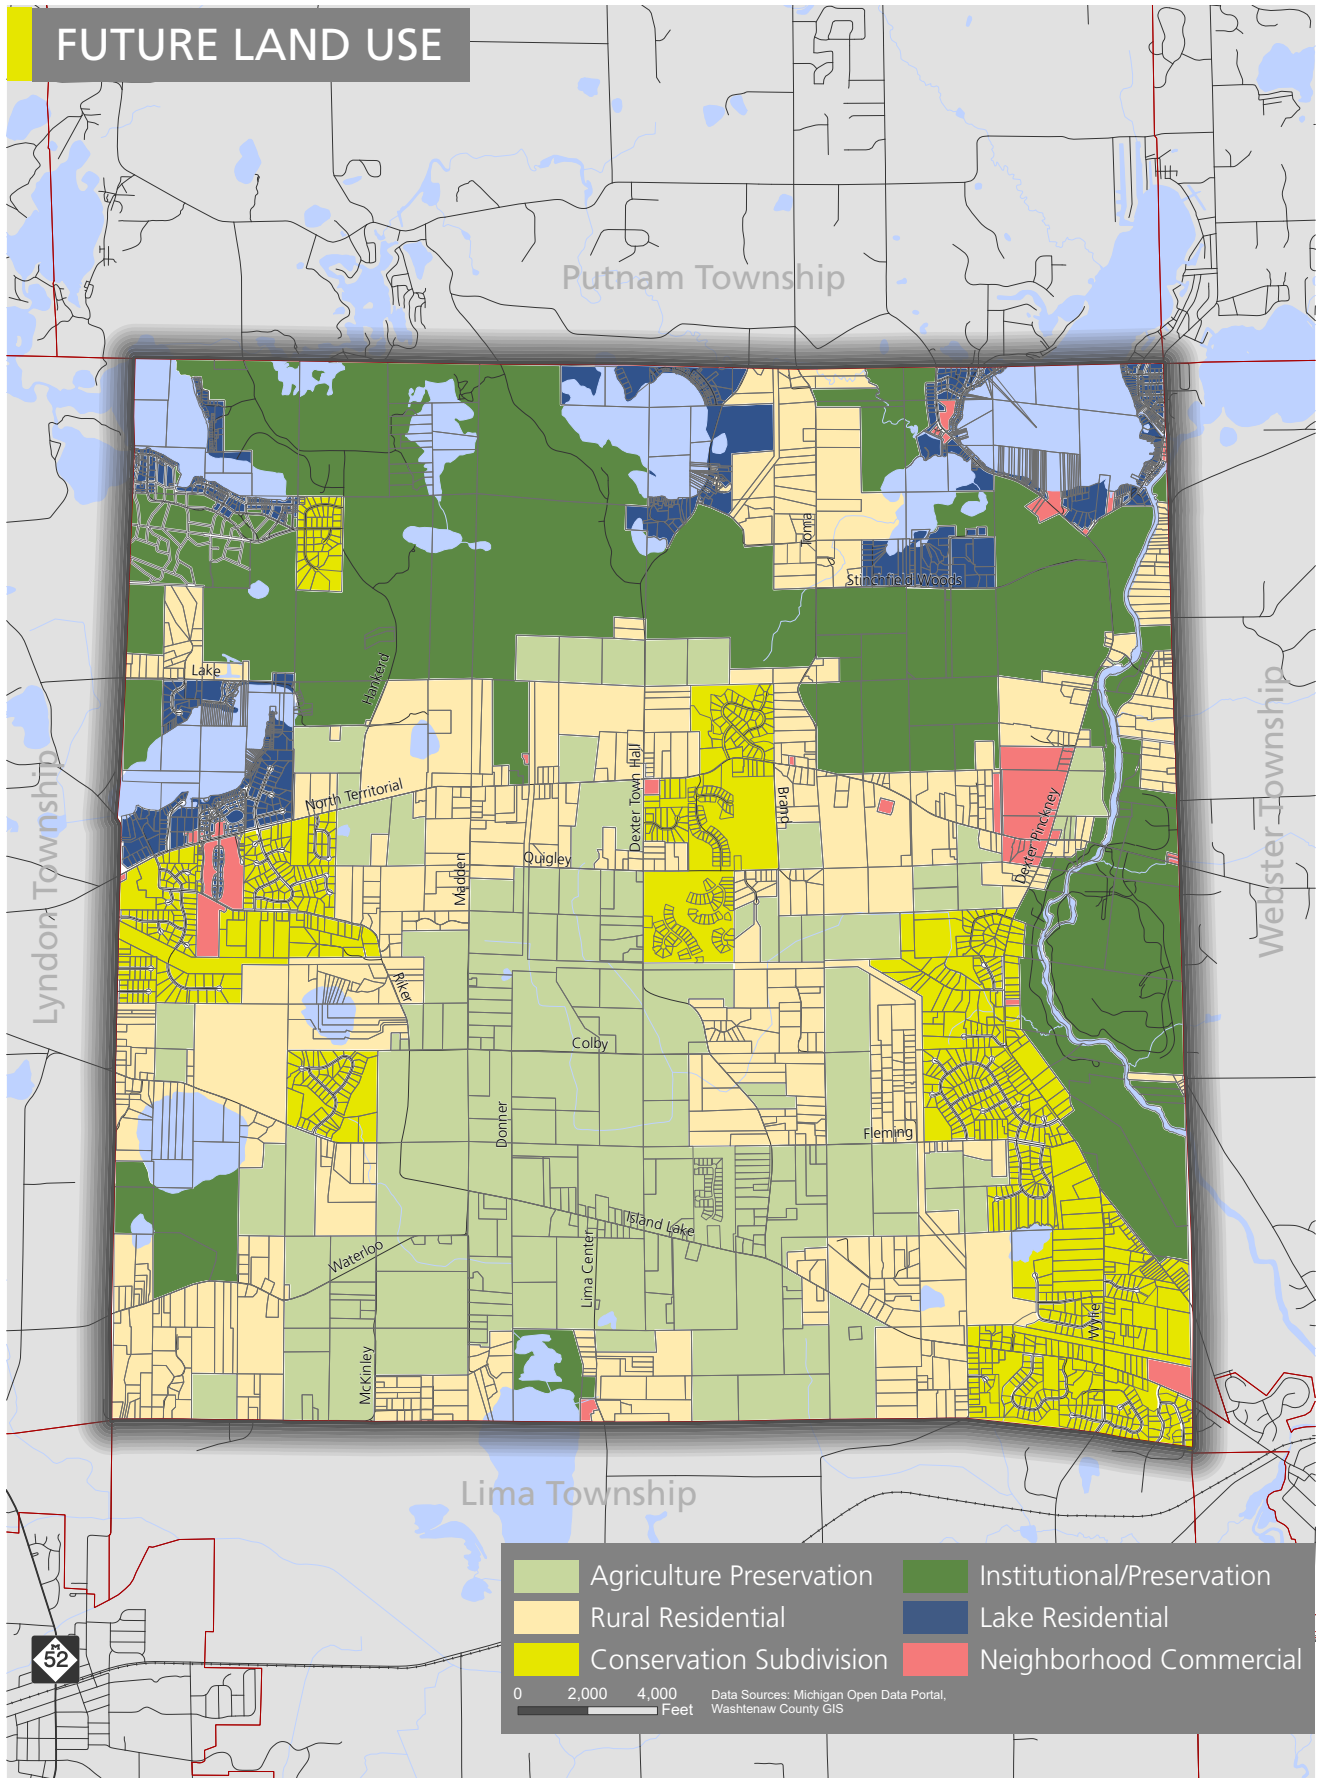 FUTURE LAND USE
Putnam Township
Toma
Stinchfield Woods
Lake
Hankerd
Lyndon Township
Webster Township
North Territorial
Dexter Town Hall
Brand
Dexter Pinckney
Madden
Quigley
Riker
Colby
Donner
Fleming
Island Lake
Waterloo
Lima Center
Wylie
McKinley
Lima Township
Agriculture Preservation
Institutional/Preservation
Rural Residential
Lake Residential
Conservation Subdivision
Neighborhood Commercial
M
52
0 2,000 4,000
Feet
Data Sources: Michigan Open Data Portal,
Washtenaw County GIS